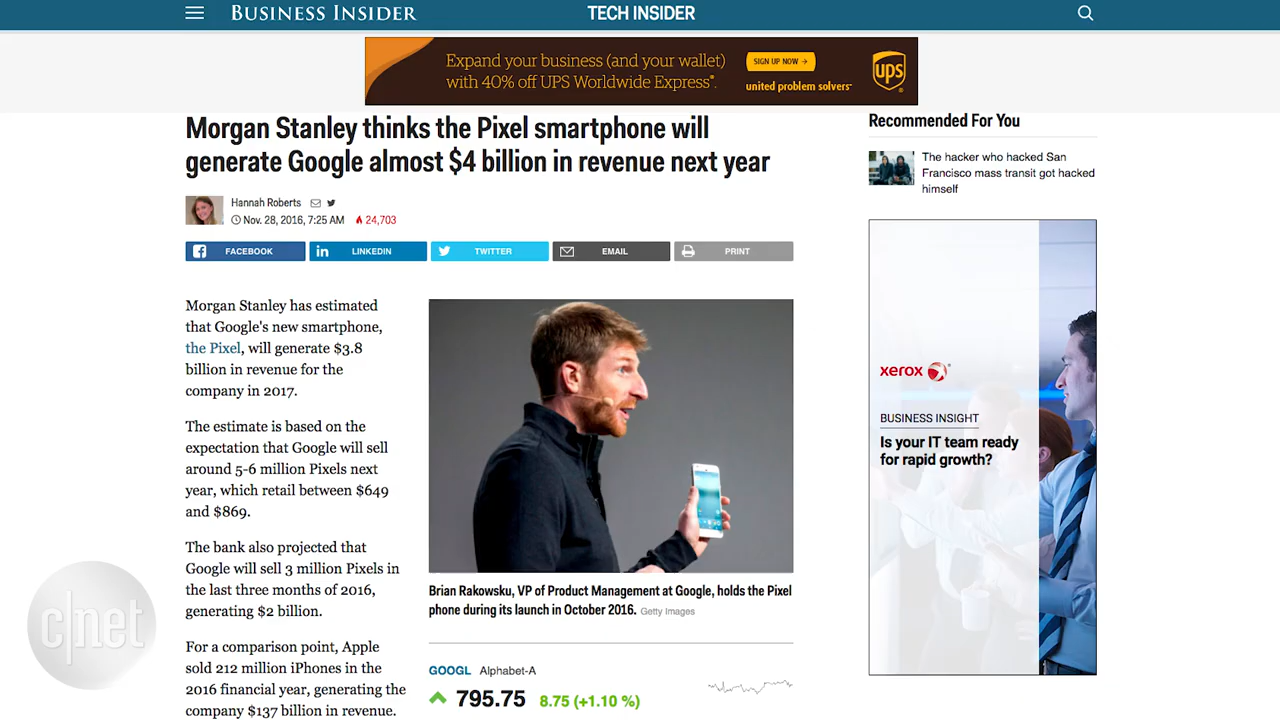 BUSINESS INSIDER
TECH INSIDER
Expand your business (and your wallet)
with 40% off UPS Worldwide Express®.
SIGN UP NOW →
united problem solvers™
ups
Morgan Stanley thinks the Pixel smartphone will
generate Google almost $4 billion in revenue next year
Hannah Roberts
Nov. 28, 2016, 7:25 AM 24,703
FACEBOOK
LINKEDIN
TWITTER
EMAIL
PRINT
Morgan Stanley has estimated
that Google's new smartphone,
the Pixel, will generate $3.8
billion in revenue for the
company in 2017.
The estimate is based on the
expectation that Google will sell
around 5-6 million Pixels next
year, which retail between $649
and $869.
The bank also projected that
Google will sell 3 million Pixels in
the last three months of 2016,
generating $2 billion.
For a comparison point, Apple
sold 212 million iPhones in the
2016 financial year, generating the
company $137 billion in revenue.
Brian Rakowsku, VP of Product Management at Google, holds the Pixel
phone during its launch in October 2016. Getty Images
GOOGL Alphabet-A
795.75 8.75 (+1.10 %)
Recommended For You
The hacker who hacked San
Francisco mass transit got hacked
himself
xerox
BUSINESS INSIGHT
Is your IT team ready
for rapid growth?
c|net